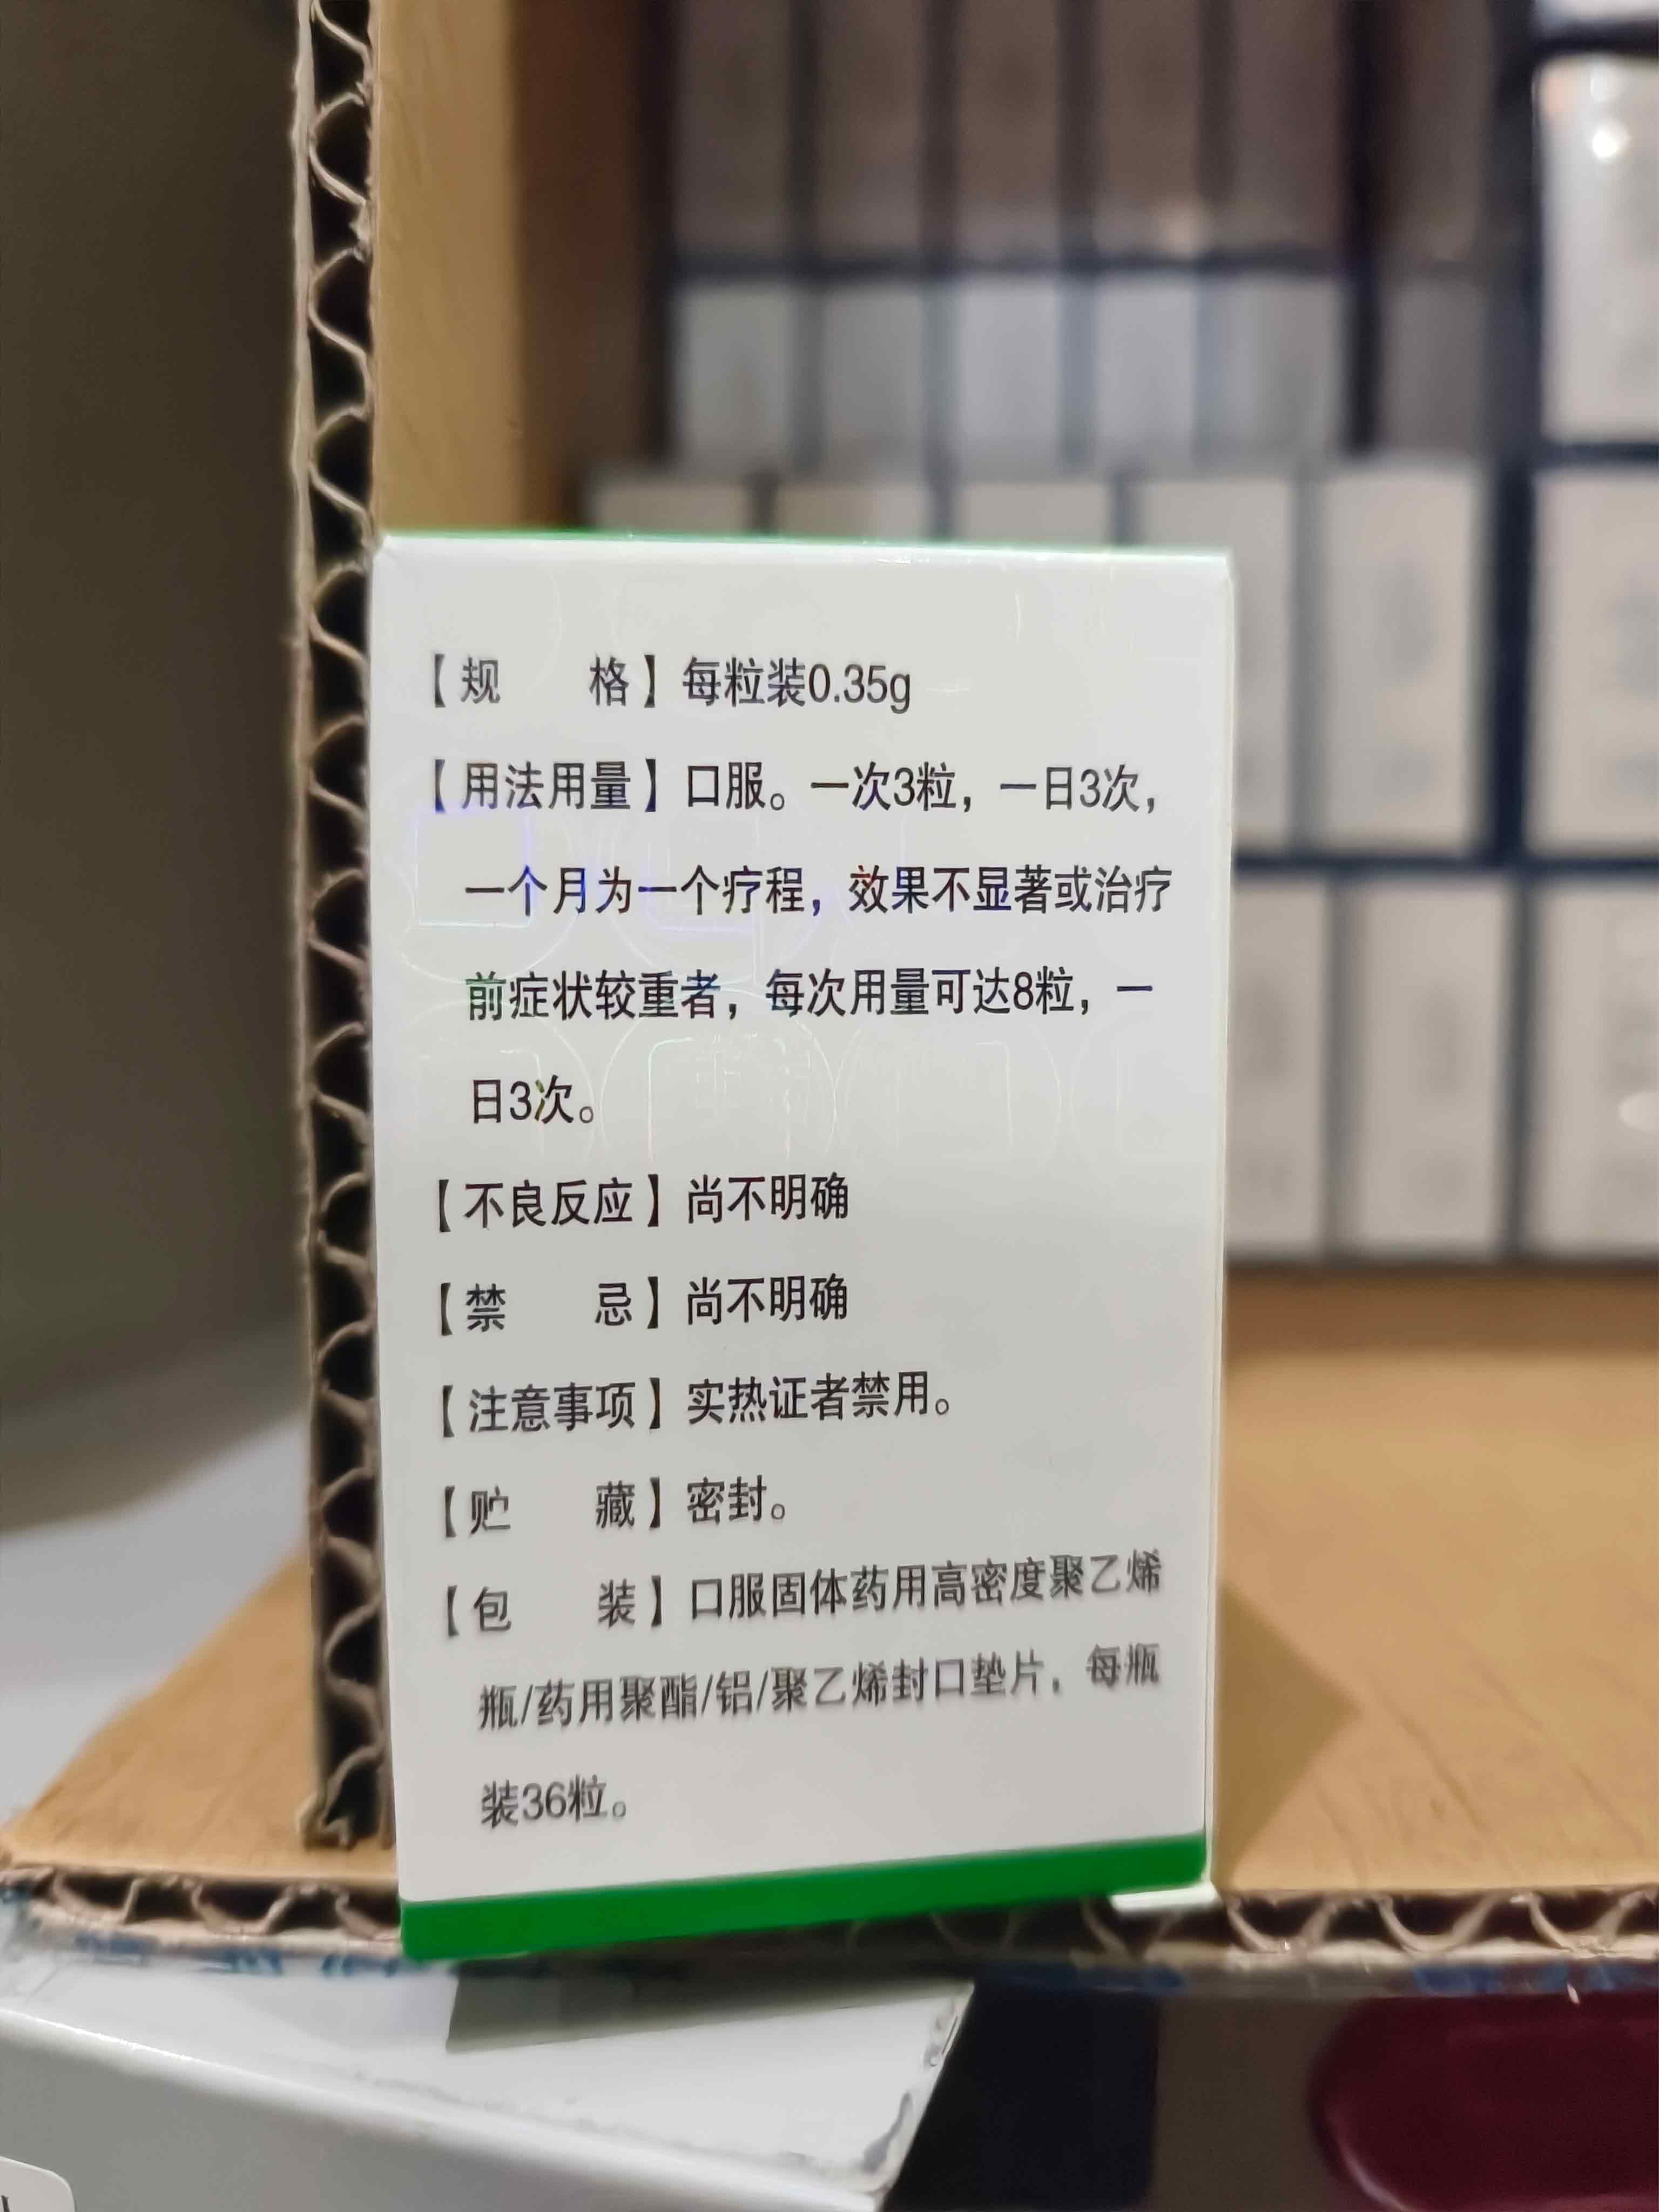 【规　　格】每粒装0.35g
【用法用量】口服。一次3粒，一日3次，
一个月为一个疗程，效果不显著或治疗
前症状较重者，每次用量可达8粒，一
日3次。
【不良反应】尚不明确
【禁　　忌】尚不明确
【注意事项】实热证者禁用。
【贮　　藏】密封。
【包　　装】口服固体药用高密度聚乙烯
瓶/药用聚酯/铝/聚乙烯封口垫片，每瓶
装36粒。